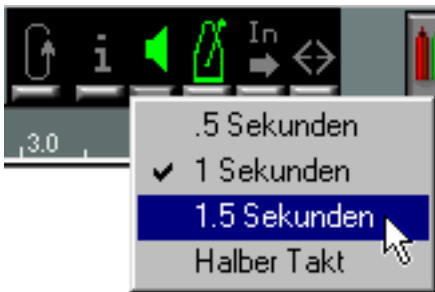 i
In
3.0
.5 Sekunden
1 Sekunden
1.5 Sekunden
Halber Takt